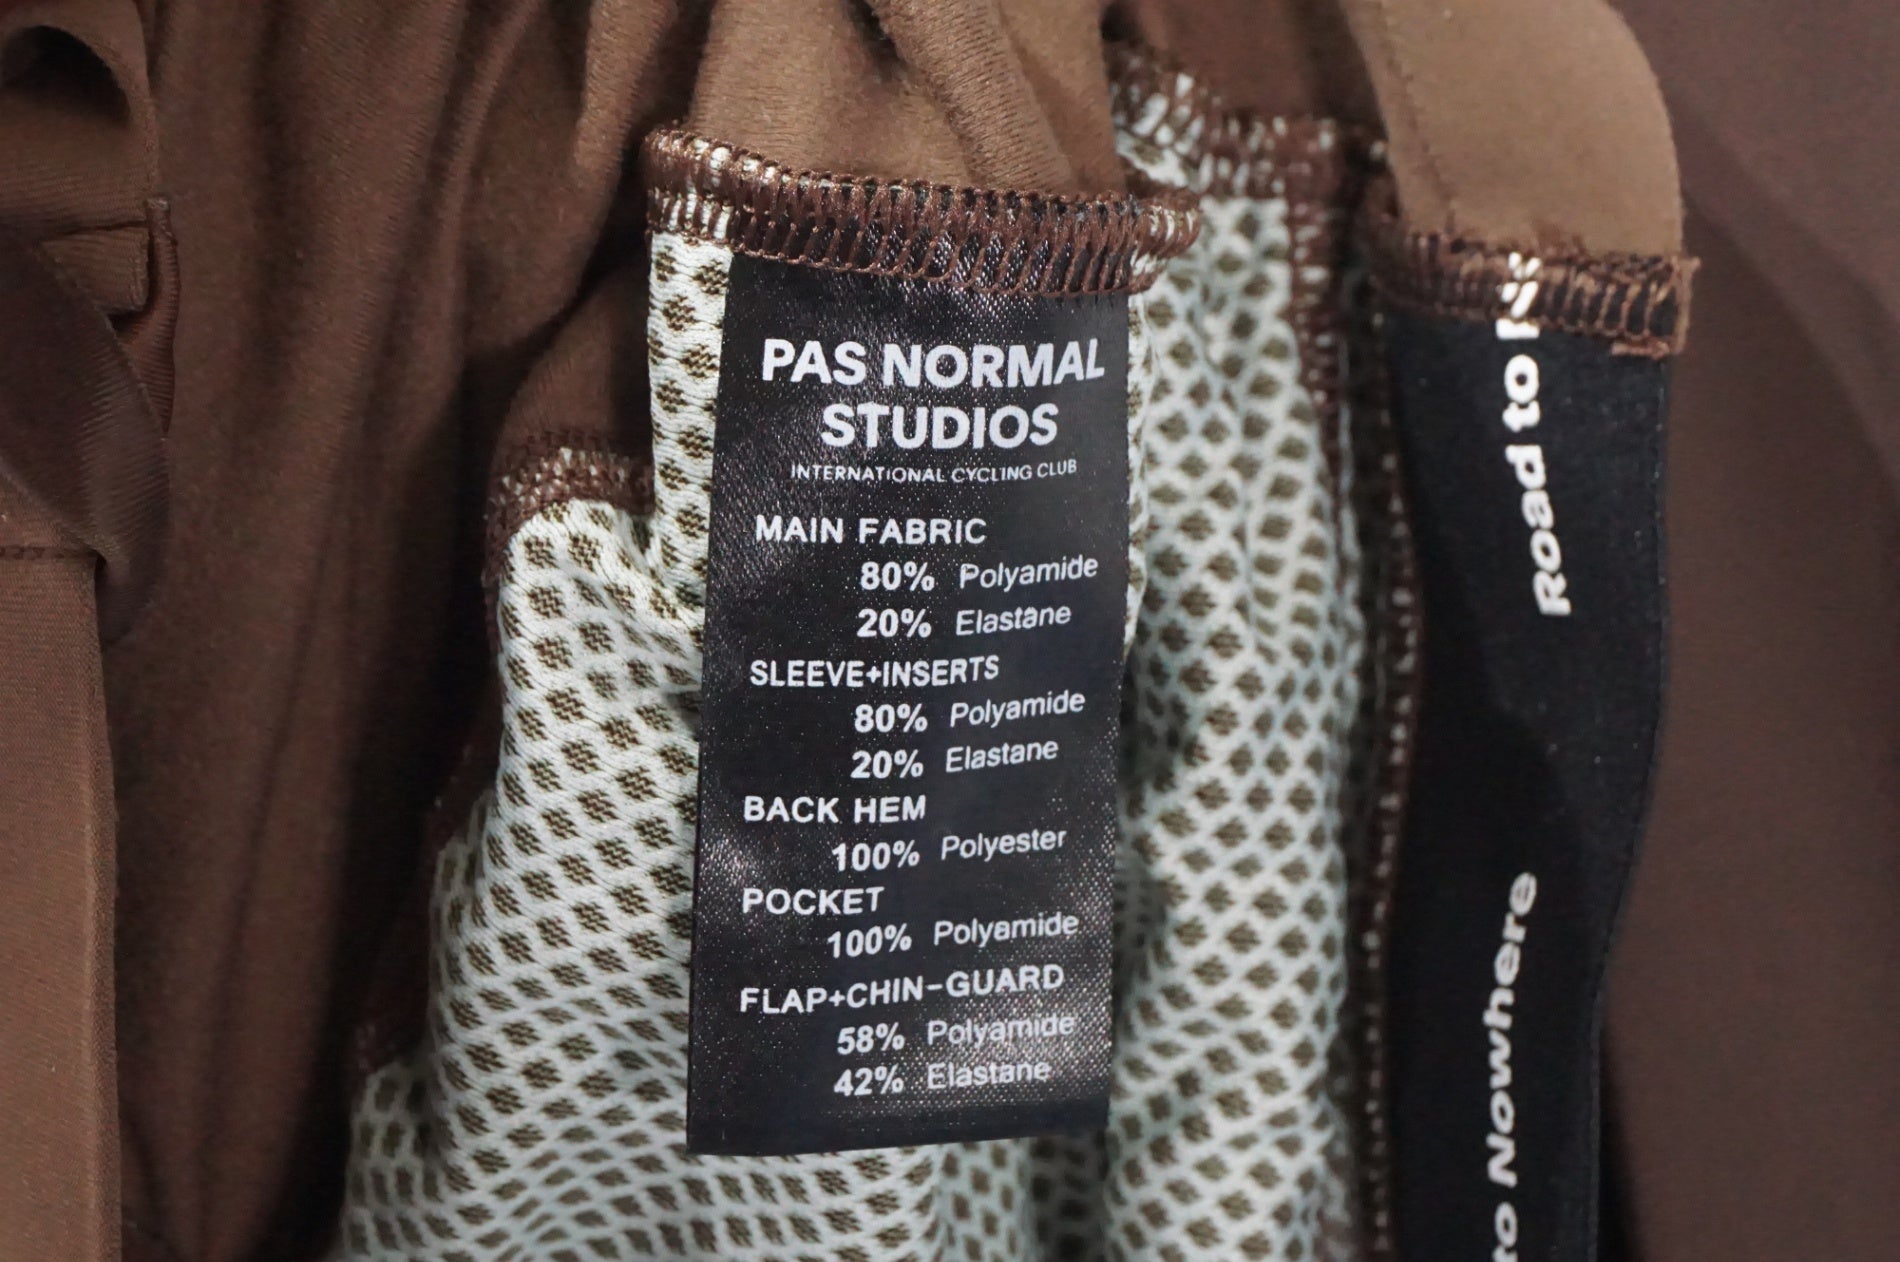 PAS NORMAL
STUDIOS
INTERNATIONAL CYCLING CLUB
MAIN FABRIC
80% Polyamide
20% Elastane
SLEEVE+INSERTS
80% Polyamide
20% Elastane
BACK HEM
100% Polyester
POCKET
100% Polyamide
FLAP+CHIN-GUARD
58% Polyamide
42% Elastane
Road to
to Nowhere